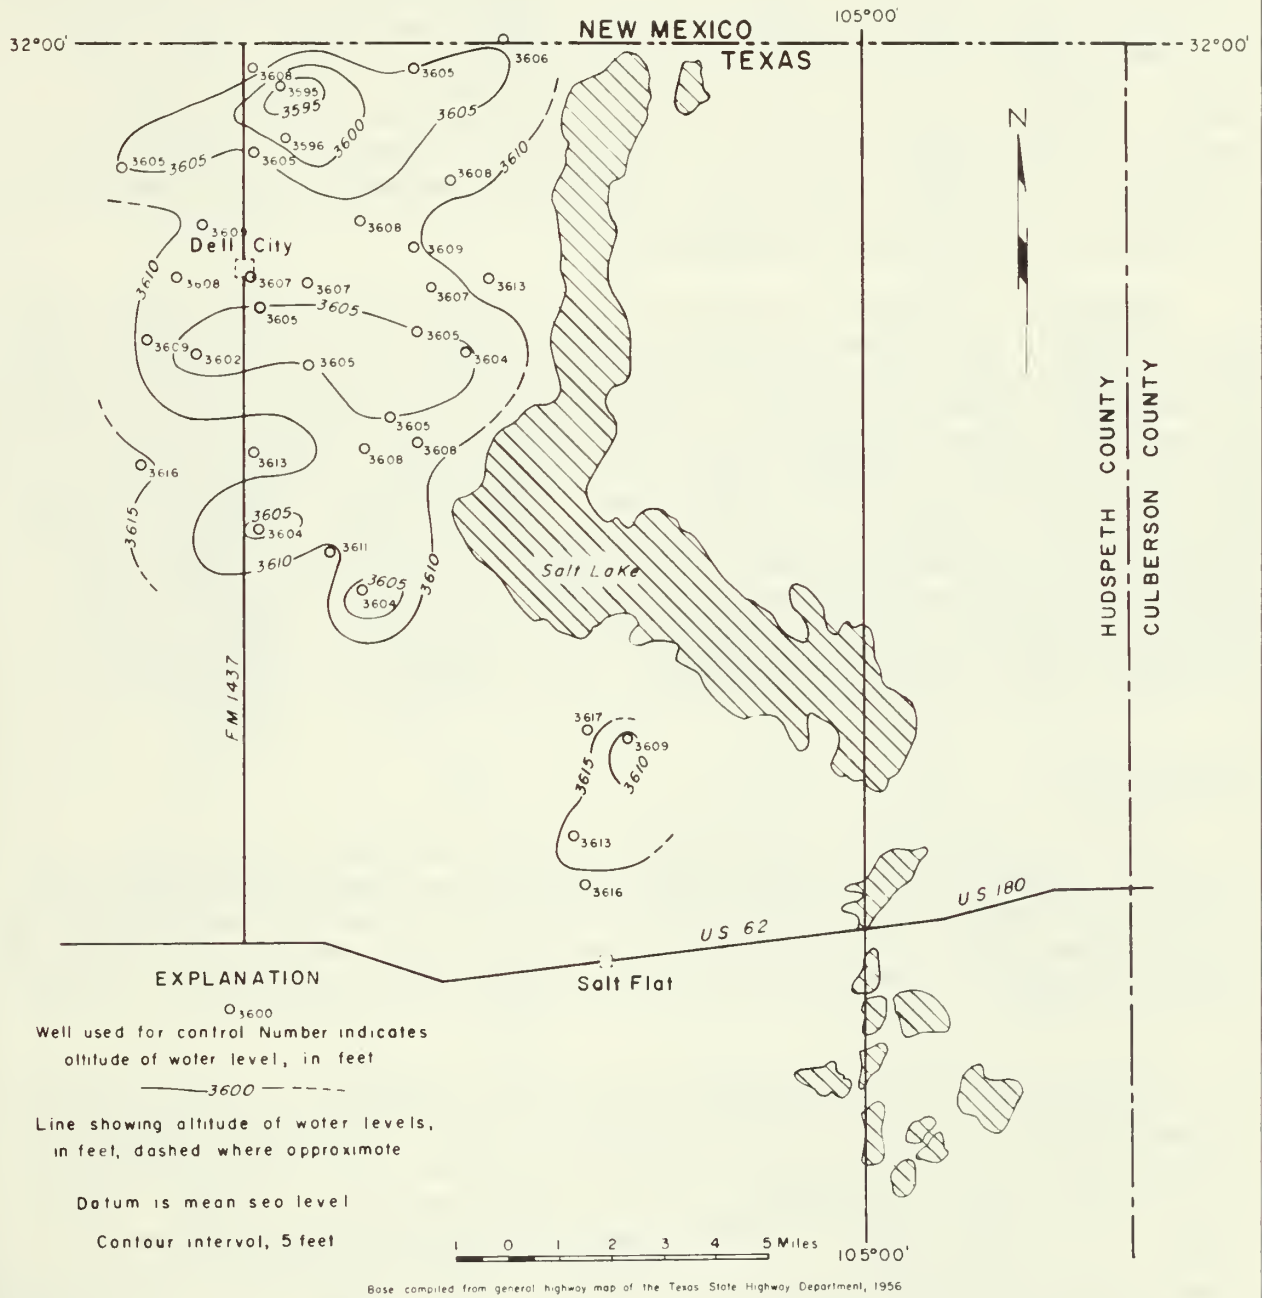 105°00'
NEW MEXICO
32°00'
32°00'
TEXAS
3606
3608
3605
3595
3595
3605
3600
3596
3610
3605
3605
3605
3608
3608
Dell City
3609
3610
3608
3607
3607
3607
3613
3605
3605
3605
3609
3602
3605
3604
3605
3608
3608
3613
3616
3615
3605
3604
3611
3610
3610
3605
3604
N
Salt Lake
HUDSPETH COUNTY
CULBERSON COUNTY
FM 1437
3617
3609
3615
3610
3613
3616
US 62
US 180
Salt Flat
EXPLANATION
3600
Well used for control Number indicates
altitude of water level, in feet
3600
Line showing altitude of water levels,
in feet, dashed where approximate
Datum is mean sea level
Contour interval, 5 feet
1 0 1 2 3 4 5 Miles
105°00'
Base compiled from general highway map of the Texas State Highway Department, 1956